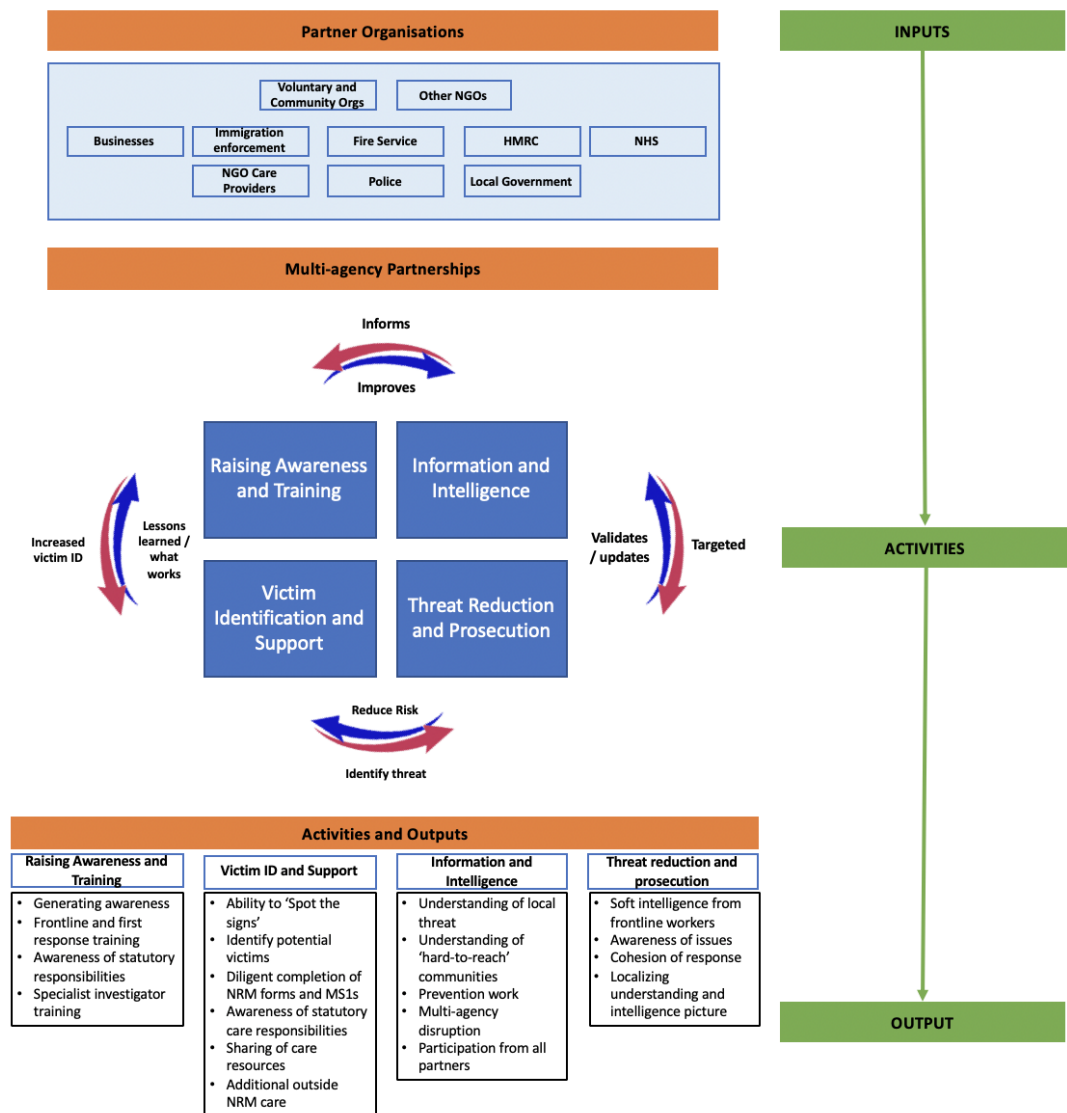 Partner Organisations
INPUTS
Voluntary and
Community Orgs
Other NGOs
Businesses
Immigration
enforcement
Fire Service
HMRC
NHS
NGO Care
Providers
Police
Local Government
Multi-agency Partnerships
Informs
Improves
Raising Awareness
and Training
Information and
Intelligence
Increased
victim ID
Lessons
learned /
what
works
Validates
/ updates
Targeted
ACTIVITIES
Victim
Identification and
Support
Threat Reduction
and Prosecution
Reduce Risk
Identify threat
Activities and Outputs
Raising Awareness and
Training
• Generating awareness
• Frontline and first
response training
• Awareness of statutory
responsibilities
• Specialist investigator
training
Victim ID and Support
• Ability to ‘Spot the
signs’
• Identify potential
victims
• Diligent completion of
NRM forms and MS1s
• Awareness of statutory
care responsibilities
• Sharing of care
resources
• Additional outside
NRM care
Information and
Intelligence
• Understanding of local
threat
• Understanding of
‘hard-to-reach’
communities
• Prevention work
• Multi-agency
disruption
• Participation from all
partners
Threat reduction and
prosecution
• Soft intelligence from
frontline workers
• Awareness of issues
• Cohesion of response
• Localizing
understanding and
intelligence picture
OUTPUT